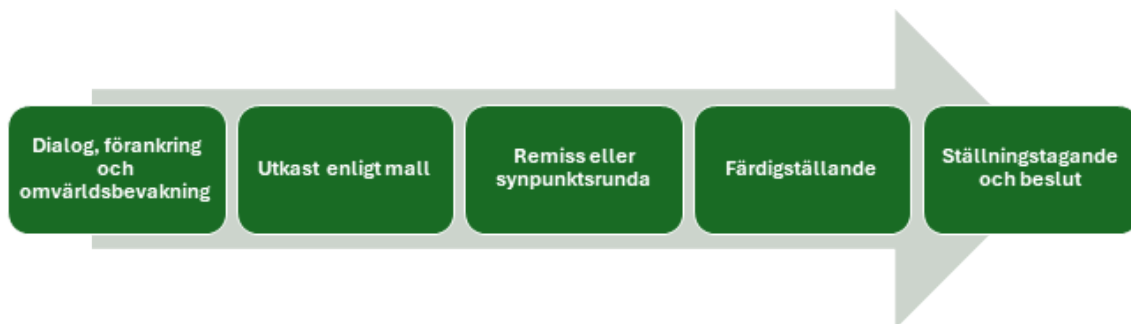 Dialog, förankring
och
omvärldsbevakning
Utkast enligt mall
Remiss eller
synpunktsrunda
Färdigställande
Ställningstagande
och beslut